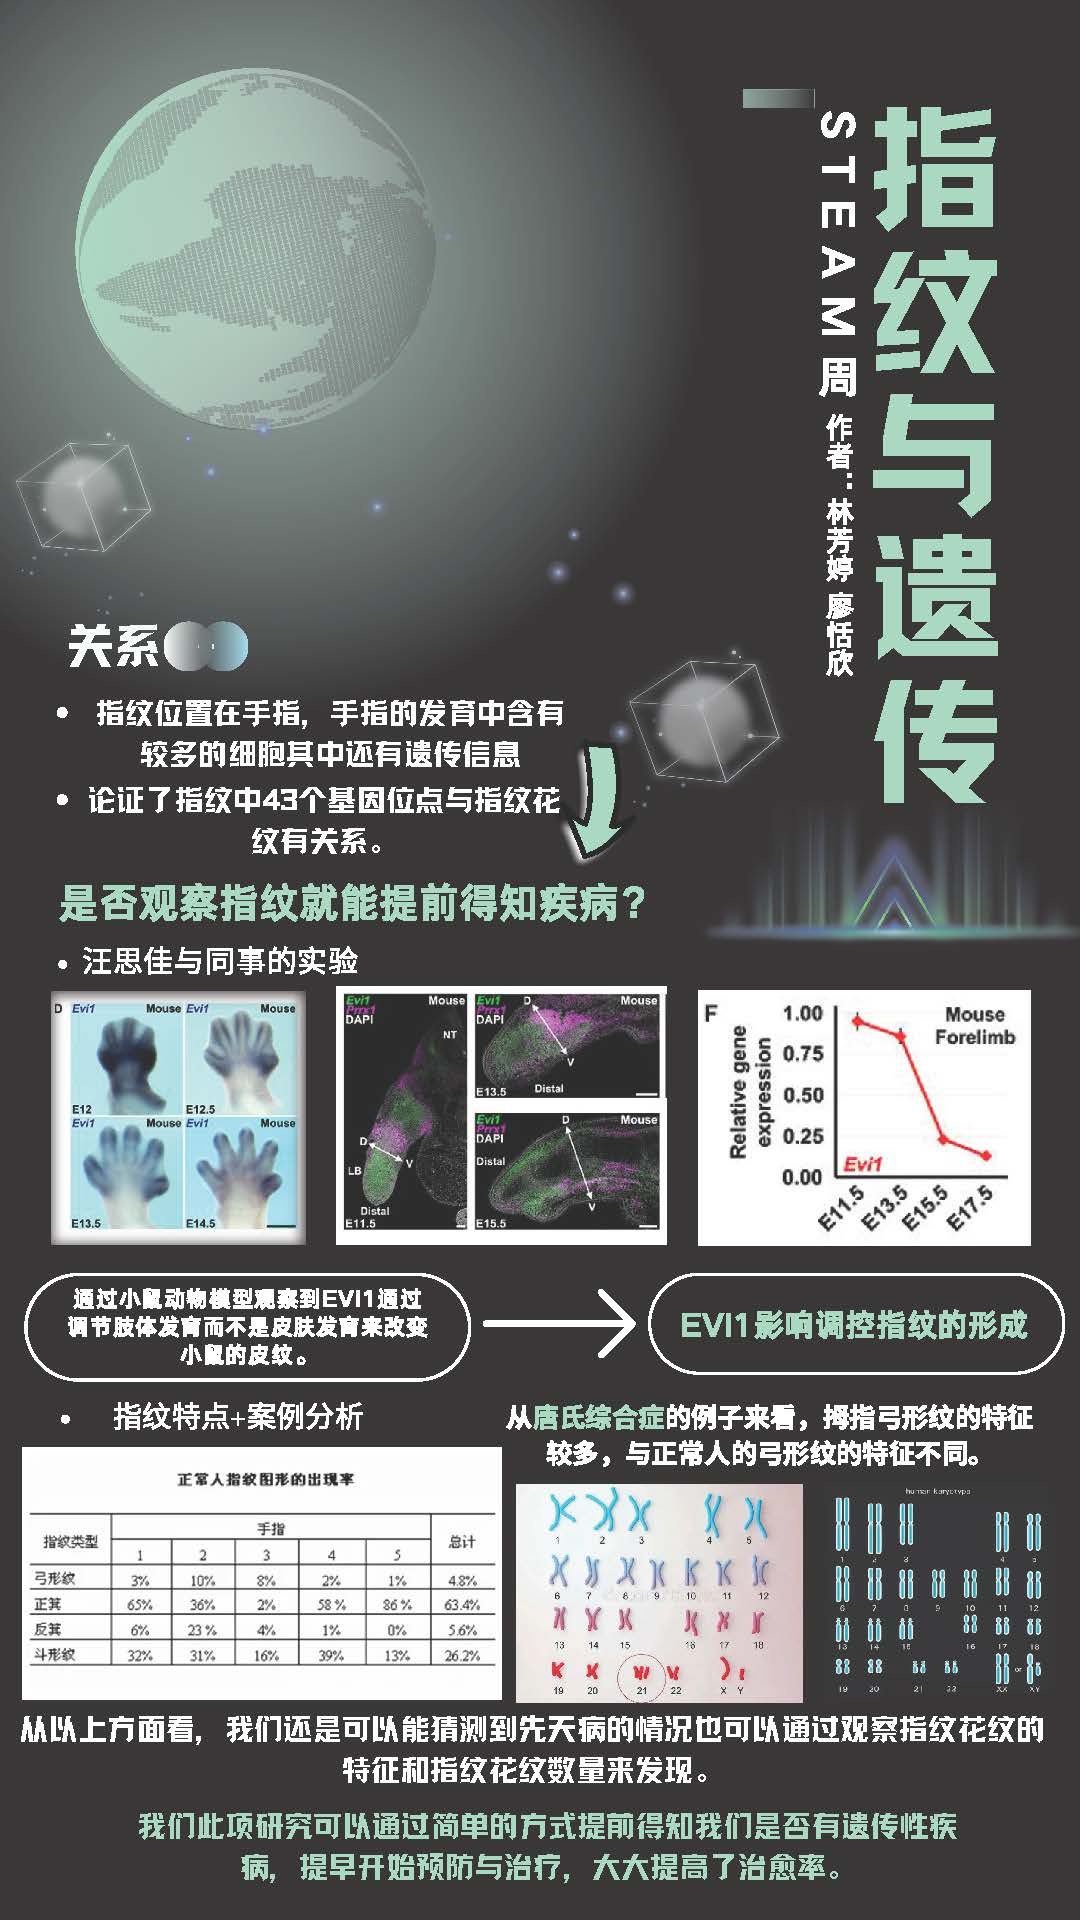 指纹与遗传
STEAM周
作者：林芳婷 廖恬欣
关系
• 指纹位置在手指，手指的发育中含有
较多的细胞其中还有遗传信息
• 论证了指纹中43个基因位点与指纹花
纹有关系。
是否观察指纹就能提前得知疾病？
• 汪思佳与同事的实验
D Evi1 Mouse Evi1 Mouse
E12 E12.5
Evi1 Mouse Evi1 Mouse
E13.5 E14.5
Evi1 Mouse
Prrx1
DAPI
NT
D
V
LB
Distal
E11.5
Evi1 D Mouse
Prrx1
DAPI
V
E13.5 Distal
Evi1 D Mouse
Prrx1
DAPI
Distal
V
E15.5
F
Mouse
Forelimb
Relative gene
expression
1.00
0.75
0.50
0.25
0.00
Evi1
E11.5 E13.5 E15.5 E17.5
通过小鼠动物模型观察到EVI1通过
调节肢体发育而不是皮肤发育来改变
小鼠的皮纹。
EVI1影响调控指纹的形成
• 指纹特点+案例分析
正常人指纹图形的出现率
指纹类型 手指 总计
1 2 3 4 5
弓形纹 3% 10% 8% 2% 1% 4.8%
正箕 65% 36% 2% 58 % 86 % 63.4%
反箕 6% 23 % 4% 1% 0% 5.6%
斗形纹 32% 31% 16% 39% 13% 26.2%
从唐氏综合症的例子来看，拇指弓形纹的特征
较多，与正常人的弓形纹的特征不同。
1 2 3 4 5
6 7 8 9 10 11 12
13 14 15 16 17 18
19 20 21 22 X Y
human karyotype
1 2 3 4 5
6 7 8 9 10 11 12
13 14 15 16 17 18
19 20 21 22 XX or XY
从以上方面看，我们还是可以能猜测到先天病的情况也可以通过观察指纹花纹的
特征和指纹花纹数量来发现。
我们此项研究可以通过简单的方式提前得知我们是否有遗传性疾
病，提早开始预防与治疗，大大提高了治愈率。